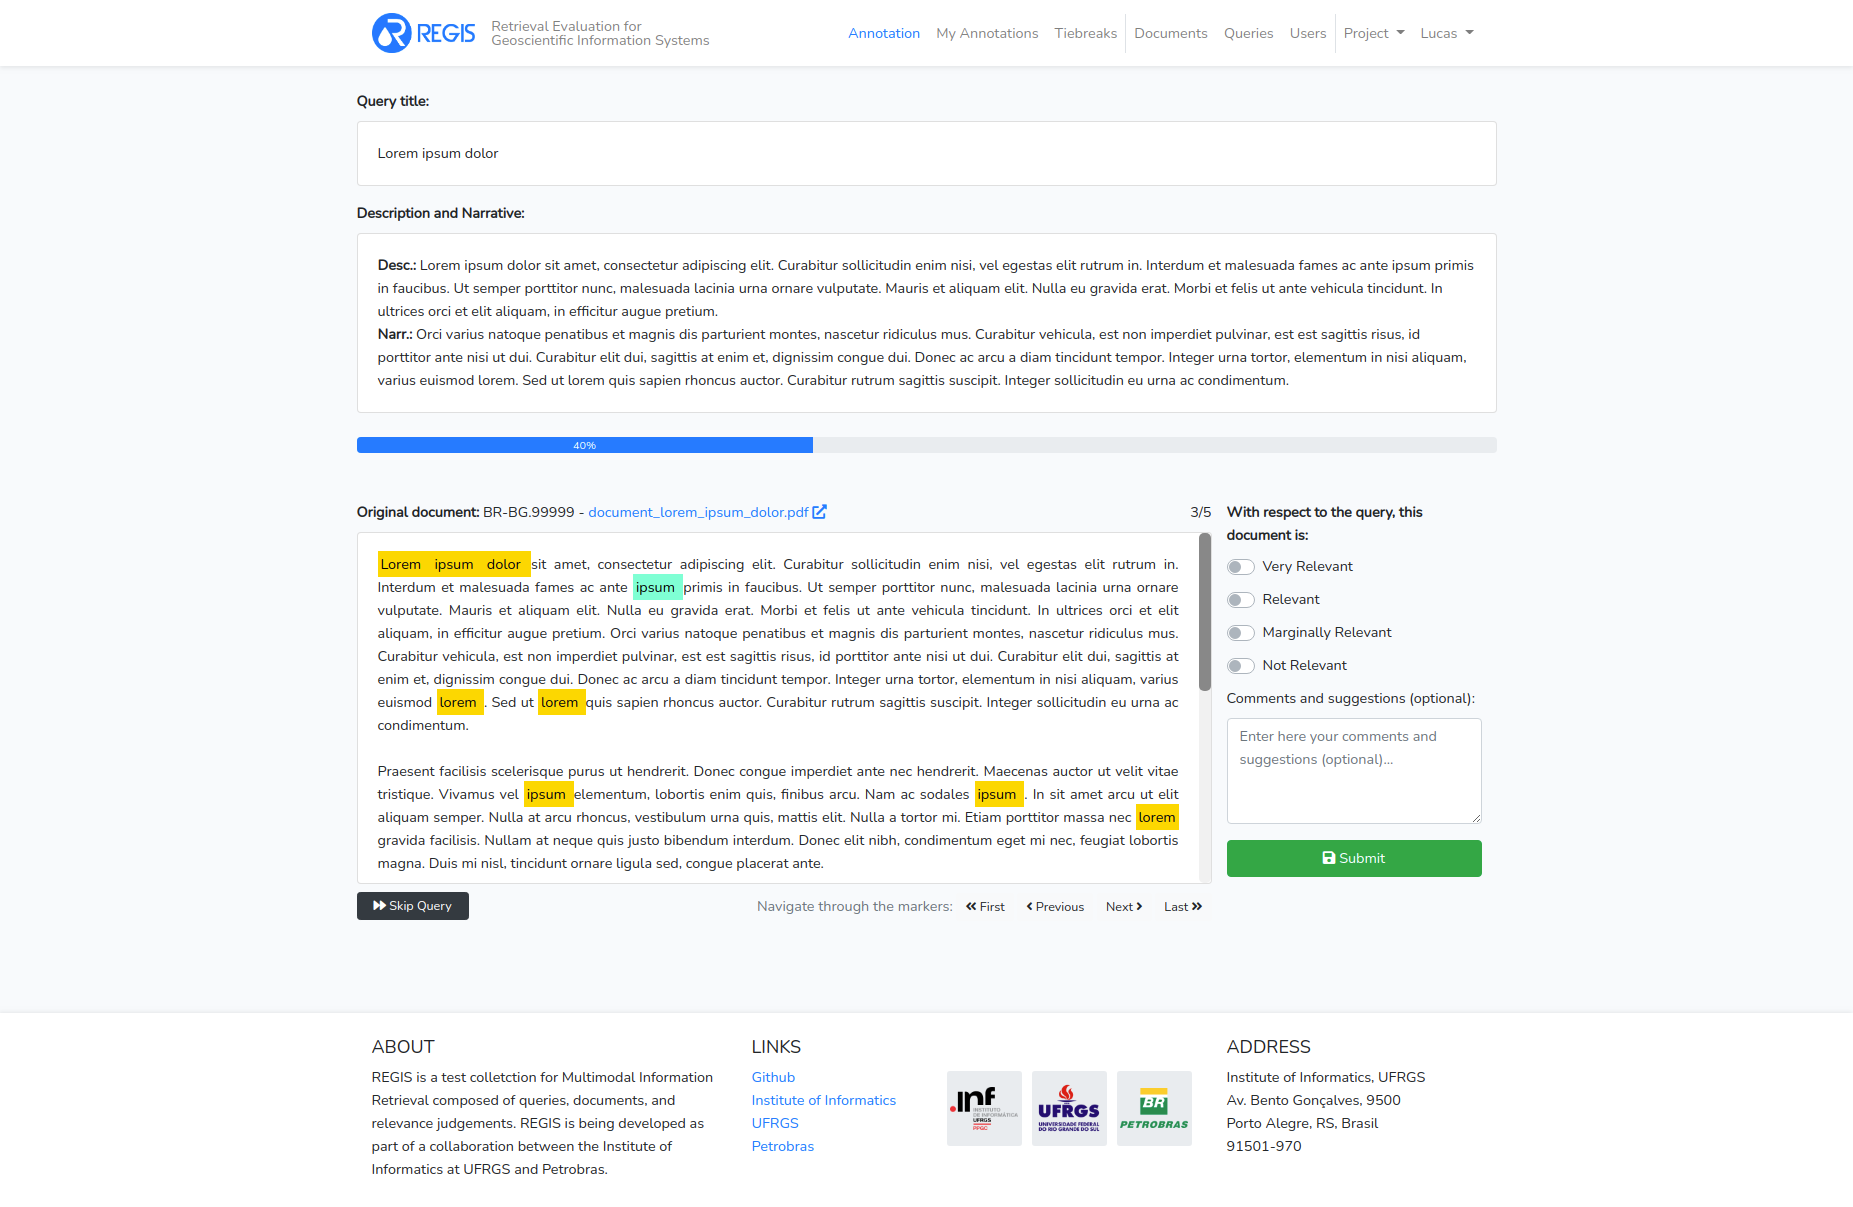 REGIS
Retrieval Evaluation for
Geoscientific Information Systems
Annotation My Annotations Tiebreaks Documents Queries Users Project Lucas
Query title:
Lorem ipsum dolor
Description and Narrative:
Desc.: Lorem ipsum dolor sit amet, consectetur adipiscing elit. Curabitur sollicitudin enim nisi, vel egestas elit rutrum in. Interdum et malesuada fames ac ante ipsum primis
in faucibus. Ut semper porttitor nunc, malesuada lacinia urna ornare vulputate. Mauris et aliquam elit. Nulla eu gravida erat. Morbi et felis ut ante vehicula tincidunt. In
ultrices orci et elit aliquam, in efficitur augue pretium.
Narr.: Orci varius natoque penatibus et magnis dis parturient montes, nascetur ridiculus mus. Curabitur vehicula, est non imperdiet pulvinar, est est sagittis risus, id
porttitor ante nisi ut dui. Curabitur elit dui, sagittis at enim et, dignissim congue dui. Donec ac arcu a diam tincidunt tempor. Integer urna tortor, elementum in nisi aliquam,
varius euismod lorem. Sed ut lorem quis sapien rhoncus auctor. Curabitur rutrum sagittis suscipit. Integer sollicitudin eu urna ac condimentum.
40%
Original document: BR-BG.99999 - document_lorem_ipsum_dolor.pdf 3/5
Lorem ipsum dolor sit amet, consectetur adipiscing elit. Curabitur sollicitudin enim nisi, vel egestas elit rutrum in.
Interdum et malesuada fames ac ante ipsum primis in faucibus. Ut semper porttitor nunc, malesuada lacinia urna ornare
vulputate. Mauris et aliquam elit. Nulla eu gravida erat. Morbi et felis ut ante vehicula tincidunt. In ultrices orci et elit
aliquam, in efficitur augue pretium. Orci varius natoque penatibus et magnis dis parturient montes, nascetur ridiculus mus.
Curabitur vehicula, est non imperdiet pulvinar, est est sagittis risus, id porttitor ante nisi ut dui. Curabitur elit dui, sagittis at
enim et, dignissim congue dui. Donec ac arcu a diam tincidunt tempor. Integer urna tortor, elementum in nisi aliquam, varius
euismod lorem . Sed ut lorem quis sapien rhoncus auctor. Curabitur rutrum sagittis suscipit. Integer sollicitudin eu urna ac
condimentum.
Praesent facilisis scelerisque purus ut hendrerit. Donec congue imperdiet ante nec hendrerit. Maecenas auctor ut velit vitae
tristique. Vivamus vel ipsum elementum, lobortis enim quis, finibus arcu. Nam ac sodales ipsum . In sit amet arcu ut elit
aliquam semper. Nulla at arcu rhoncus, vestibulum urna quis, mattis elit. Nulla a tortor mi. Etiam porttitor massa nec lorem
gravida facilisis. Nullam at neque quis justo bibendum interdum. Donec elit nibh, condimentum eget mi nec, feugiat lobortis
magna. Duis mi nisl, tincidunt ornare ligula sed, congue placerat ante.
Skip Query
Navigate through the markers: First Previous Next Last
With respect to the query, this
document is:
Very Relevant
Relevant
Marginally Relevant
Not Relevant
Comments and suggestions (optional):
Enter here your comments and
suggestions (optional)...
Submit
ABOUT
REGIS is a test colletction for Multimodal Information
Retrieval composed of queries, documents, and
relevance judgements. REGIS is being developed as
part of a collaboration between the Institute of
Informatics at UFRGS and Petrobras.
LINKS
Github
Institute of Informatics
UFRGS
Petrobras
.inf
INSTITUTO
DE INFORMÁTICA
UFRGS
PPGC
UFRGS
UNIVERSIDADE FEDERAL
DO RIO GRANDE DO SUL
BR
PETROBRAS
ADDRESS
Institute of Informatics, UFRGS
Av. Bento Gonçalves, 9500
Porto Alegre, RS, Brasil
91501-970